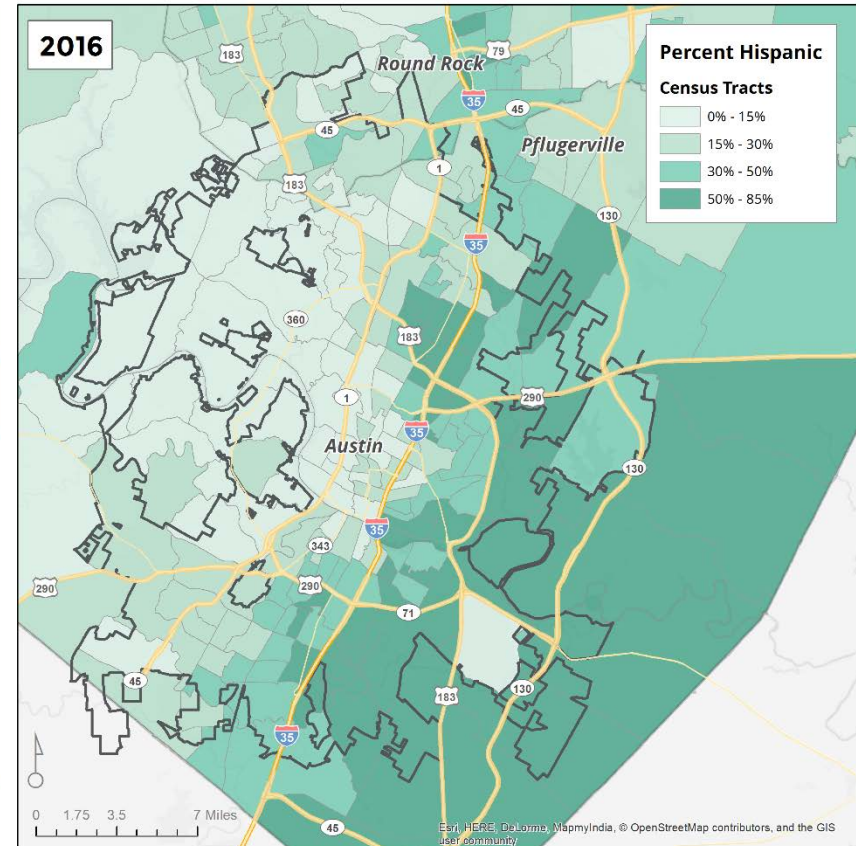 2016
183
Round Rock
79
Percent Hispanic
Census Tracts
0% - 15%
15% - 30%
30% - 50%
50% - 85%
35
45
45
Pflugerville
1
183
130
35
360
183
1
290
35
Austin
130
35
343
290
290
71
45
183
130
35
45
0 1.75 3.5 7 Miles
Esri, HERE, DeLorme, MapmyIndia, © OpenStreetMap contributors, and the GIS
user community